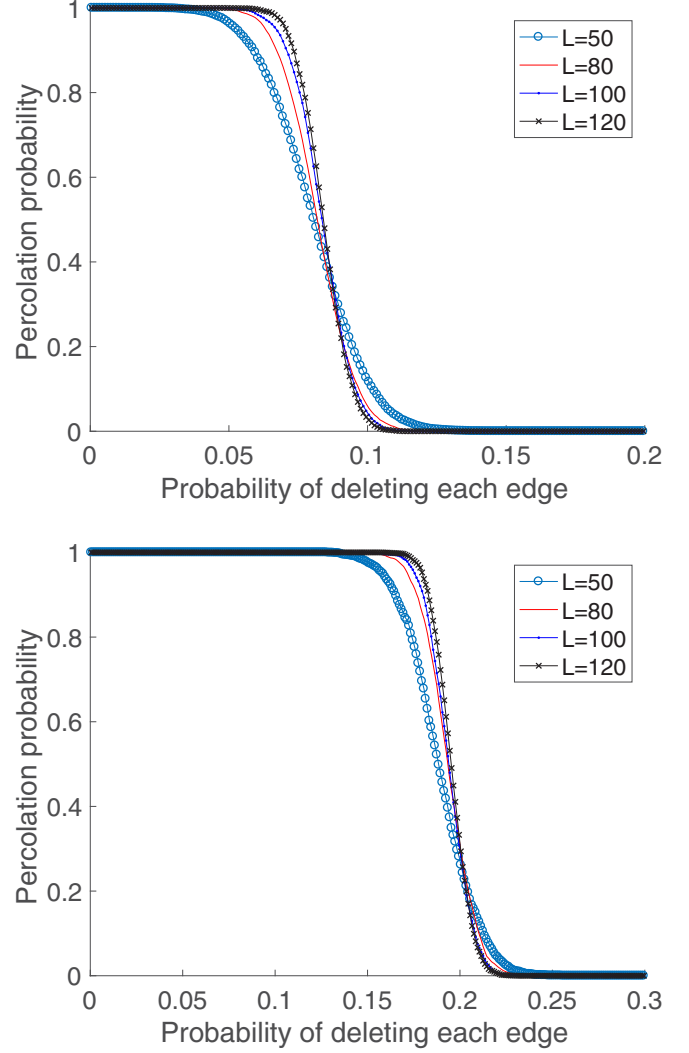 1
0.8
0.6
0.4
0.2
0
Percolation probability
L=50
L=80
L=100
L=120
0
0.05
0.1
0.15
0.2
Probability of deleting each edge
1
0.8
0.6
0.4
0.2
0
Percolation probability
L=50
L=80
L=100
L=120
0
0.05
0.1
0.15
0.2
0.25
0.3
Probability of deleting each edge